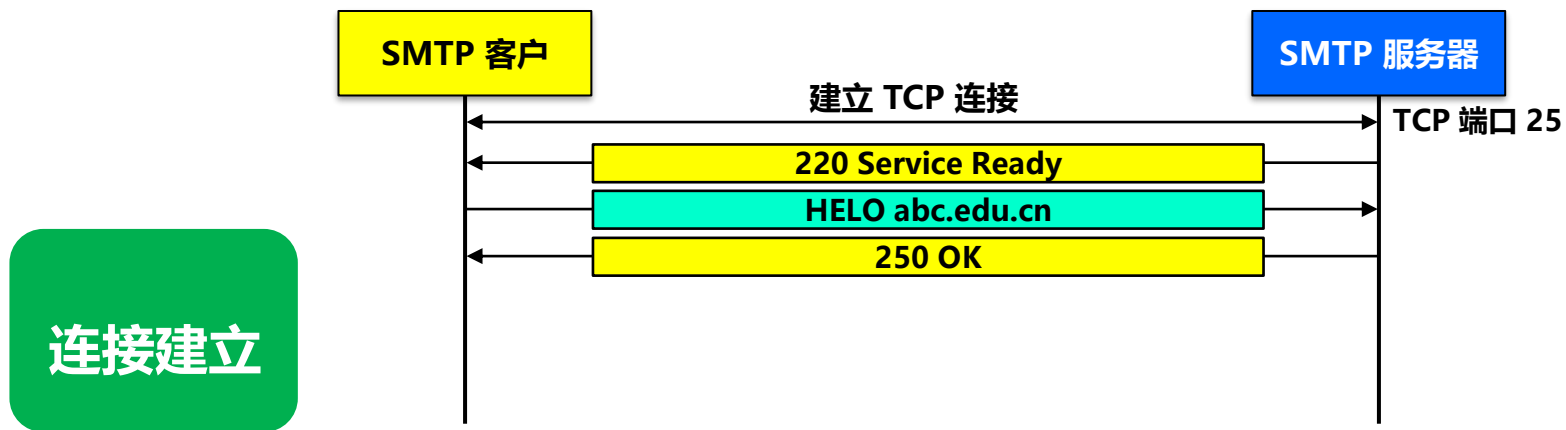 SMTP 客户
SMTP 服务器
建立 TCP 连接
TCP 端口 25
220 Service Ready
HELO abc.edu.cn
250 OK
连接建立